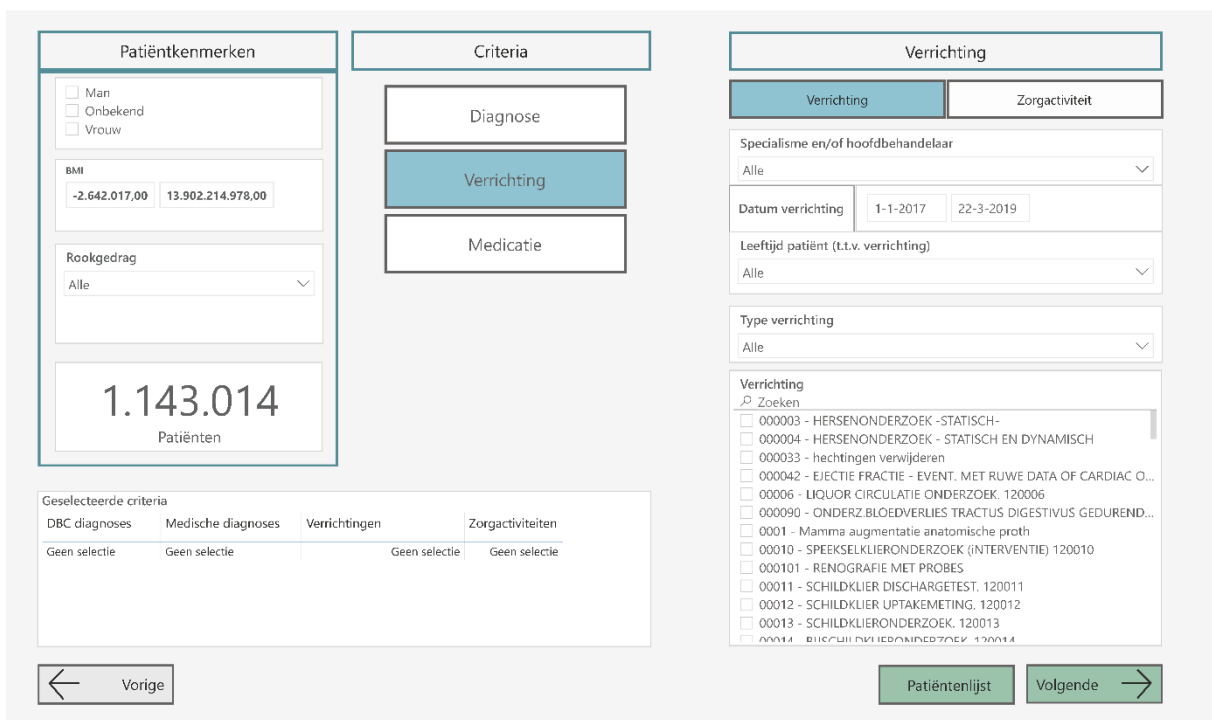 Patiëntkenmerken
Man
Onbekend
Vrouw
BMI
-2.642.017,00 13.902.214.978,00
Rookgedrag
Alle
1.143.014
Patiënten
Criteria
Diagnose
Verrichting
Medicatie
Verrichting
Verrichting Zorgactiviteit
Specialisme en/of hoofdbehandelaar
Alle
Datum verrichting 1-1-2017 22-3-2019
Leeftijd patiënt (t.t.v. verrichting)
Alle
Type verrichting
Alle
Verrichting
Zoeken
000003 - HERSENONDERZOEK -STATISCH-
000004 - HERSENONDERZOEK - STATISCH EN DYNAMISCH
000033 - hechtingen verwijderen
000042 - EJECTIE FRACTIE - EVENT. MET RUWE DATA OF CARDIAC O...
00006 - LIQUOR CIRCULATIE ONDERZOEK. 120006
000090 - ONDERZ.BLOEDVERLIES TRACTUS DIGESTIVUS GEDUREND...
0001 - Mamma augmentatie anatomische proth
00010 - SPEEKSELKLIERONDERZOEK (iNTERVENTIE) 120010
000101 - RENOGRAFIE MET PROBES
00011 - SCHILDKLIER DISCHARGETEST. 120011
00012 - SCHILDKLIER UPTAKEMETING. 120012
00013 - SCHILDKLIERONDERZOEK. 120013
00014 - BIJSCHILDKLIERONDERZOEK. 120014
Geselecteerde criteria
DBC diagnoses Medische diagnoses Verrichtingen Zorgactiviteiten
Geen selectie Geen selectie Geen selectie Geen selectie
Vorige
Patiëntenlijst
Volgende